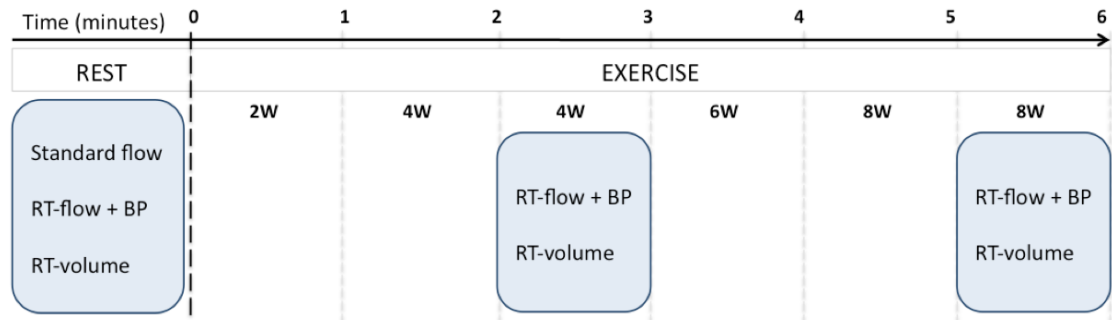 Time (minutes) 0 1 2 3 4 5 6
REST EXERCISE
2W 4W 4W 6W 8W 8W
Standard flow
RT-flow + BP
RT-volume
RT-flow + BP
RT-volume
RT-flow + BP
RT-volume